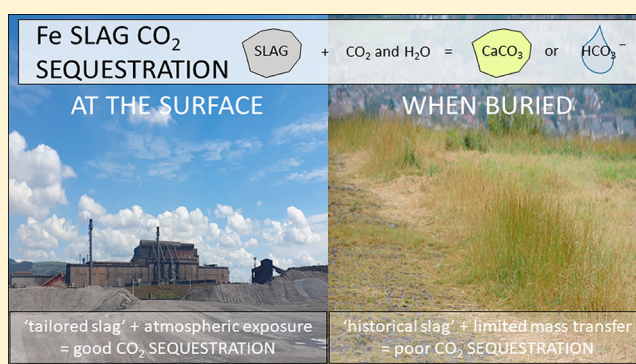 Fe SLAG CO₂
SEQUESTRATION
SLAG + CO₂ and H₂O = CaCO₃ or HCO₃⁻
AT THE SURFACE
WHEN BURIED
'tailored slag' + atmospheric exposure
= good CO₂ SEQUESTRATION
'historical slag' + limited mass transfer
= poor CO₂ SEQUESTRATION